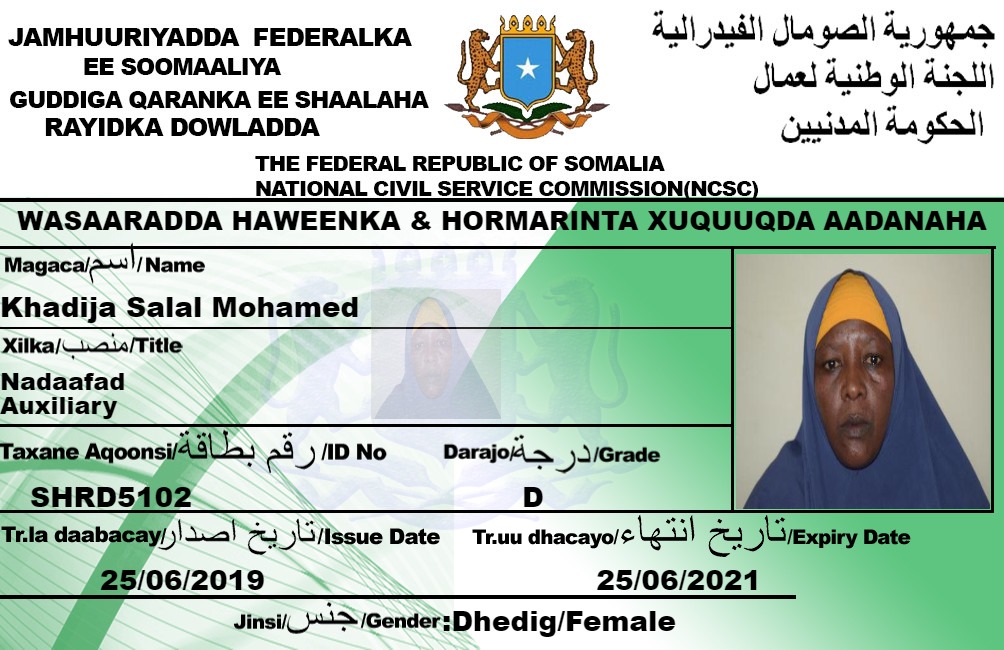 JAMHUURIYADDA FEDERALKA
EE SOOMAALIYA
GUDDIGA QARANKA EE SHAALAHA
RAYIDKA DOWLADDA
جمهورية الصومال الفيدرالية
اللجنة الوطنية لعمال
الحكومة المدنيين
THE FEDERAL REPUBLIC OF SOMALIA
NATIONAL CIVIL SERVICE COMMISSION(NCSC)
WASAARADDA HAWEENKA & HORMARINTA XUQUUQDA AADANAHA
Magaca/اسم/Name
Khadija Salal Mohamed
Xilka/منصب/Title
Nadaafad
Auxiliary
Taxane Aqoonsi/رقم بطاقة/ID No Darajo/درجة/Grade
SHRD5102 D
Tr.la daabacay/تاريخ اصدار/Issue Date Tr.uu dhacayo/تاريخ انتهاء/Expiry Date
25/06/2019 25/06/2021
Jinsi/جنس/Gender:Dhedig/Female